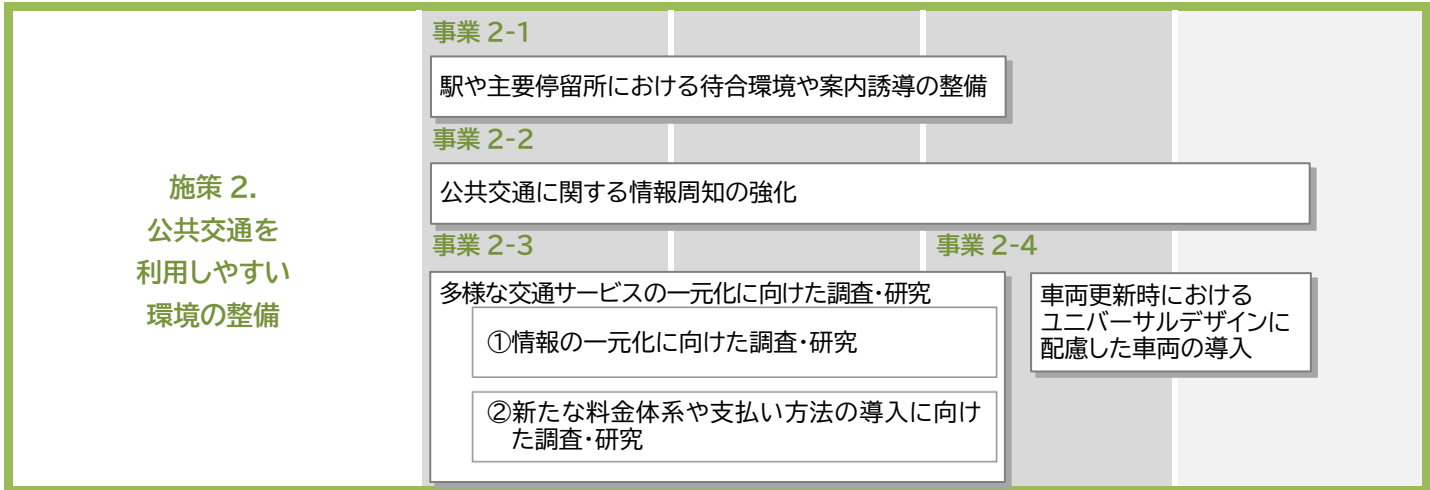 施策 2.
公共交通を
利用しやすい
環境の整備
事業 2-1
駅や主要停留所における待合環境や案内誘導の整備
事業 2-2
公共交通に関する情報周知の強化
事業 2-3
多様な交通サービスの一元化に向けた調査・研究
①情報の一元化に向けた調査・研究
②新たな料金体系や支払い方法の導入に向け
た調査・研究
事業 2-4
車両更新時における
ユニバーサルデザインに
配慮した車両の導入